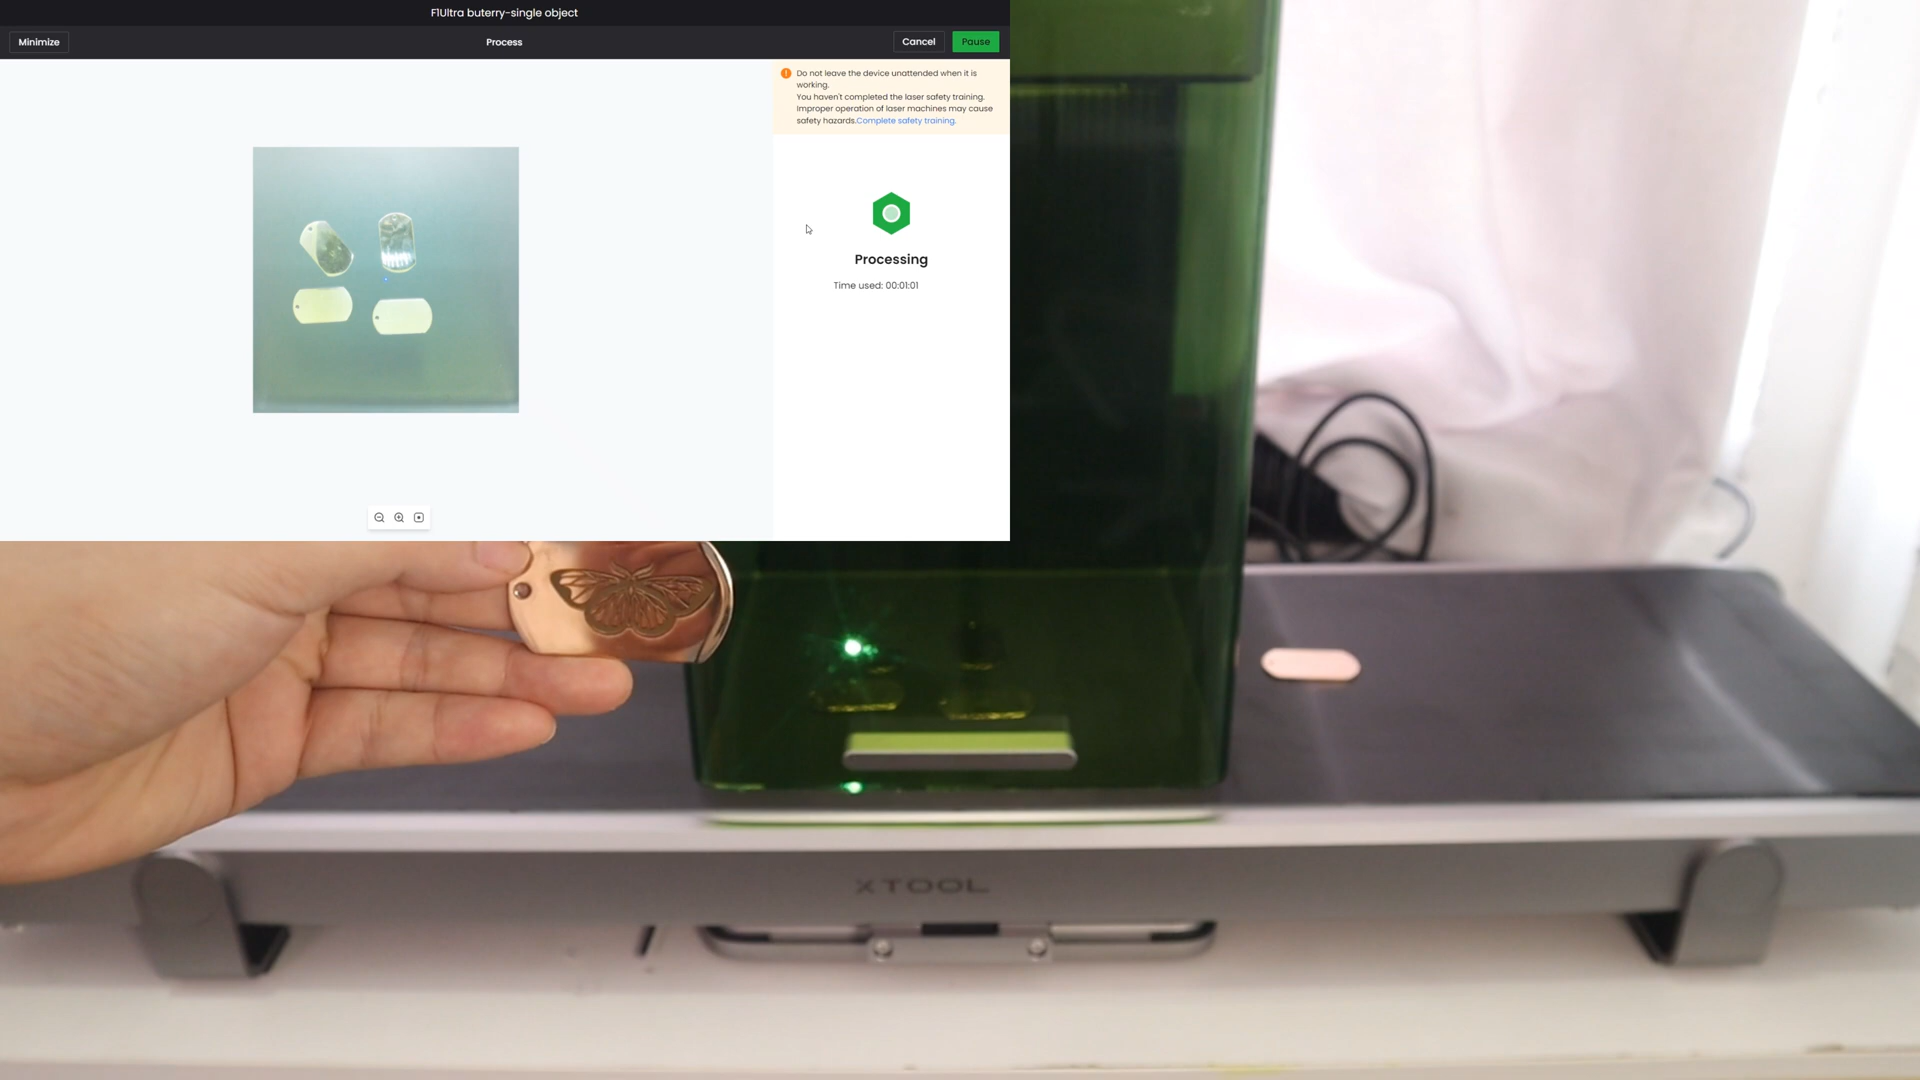 F1Ultra buterry-single object
Minimize
Process
Cancel
Pause
Do not leave the device unattended when it is
working.
You haven't completed the laser safety training.
Improper operation of laser machines may cause
safety hazards.Complete safety training.
Processing
Time used: 00:01:01
XTOOL